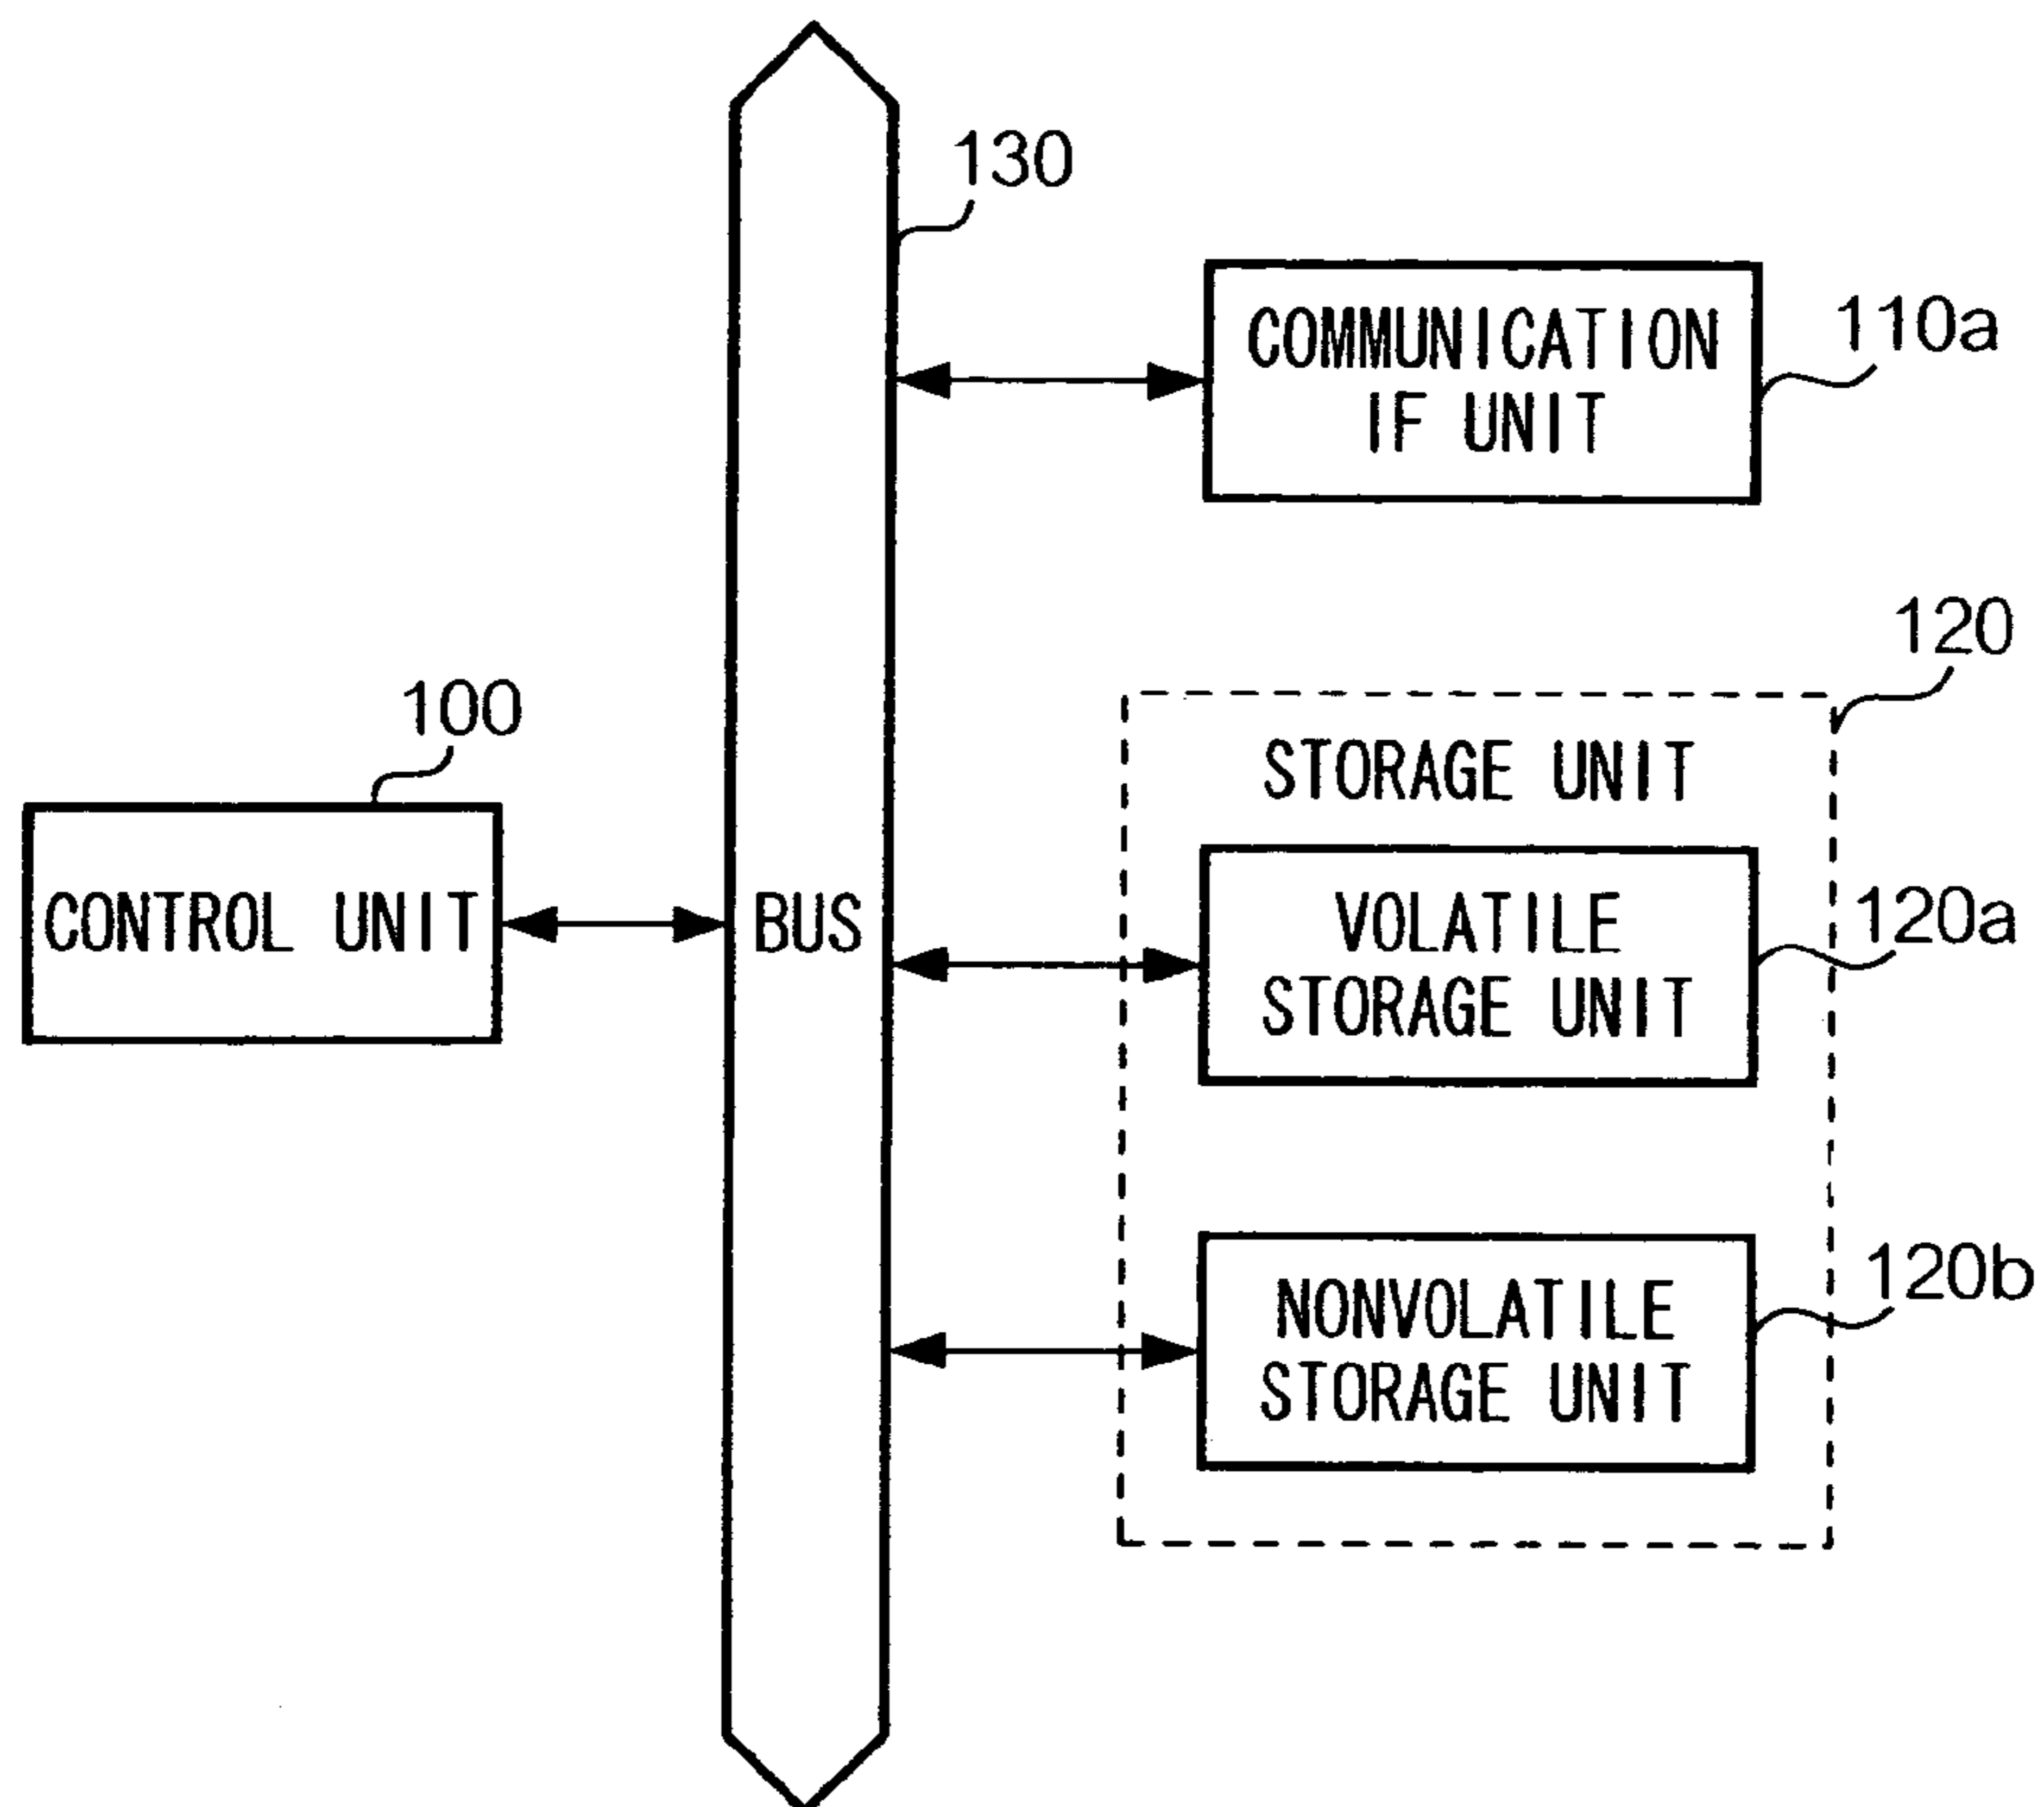 130
COMMUNICATION
IF UNIT
110a
120
100
STORAGE UNIT
CONTROL UNIT
BUS
VOLATILE
STORAGE UNIT
120a
NONVOLATILE
STORAGE UNIT
120b